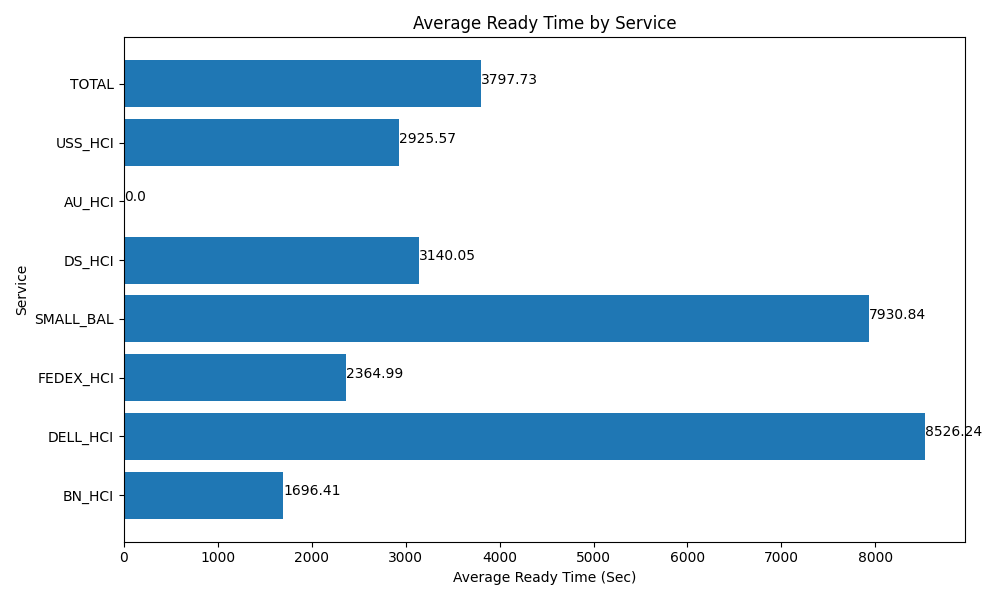 Average Ready Time by Service
TOTAL
3797.73
USS_HCI
2925.57
AU_HCI
0.0
DS_HCI
3140.05
Service
SMALL_BAL
7930.84
FEDEX_HCI
2364.99
DELL_HCI
8526.24
BN_HCI
1696.41
0 1000 2000 3000 4000 5000 6000 7000 8000
Average Ready Time (Sec)